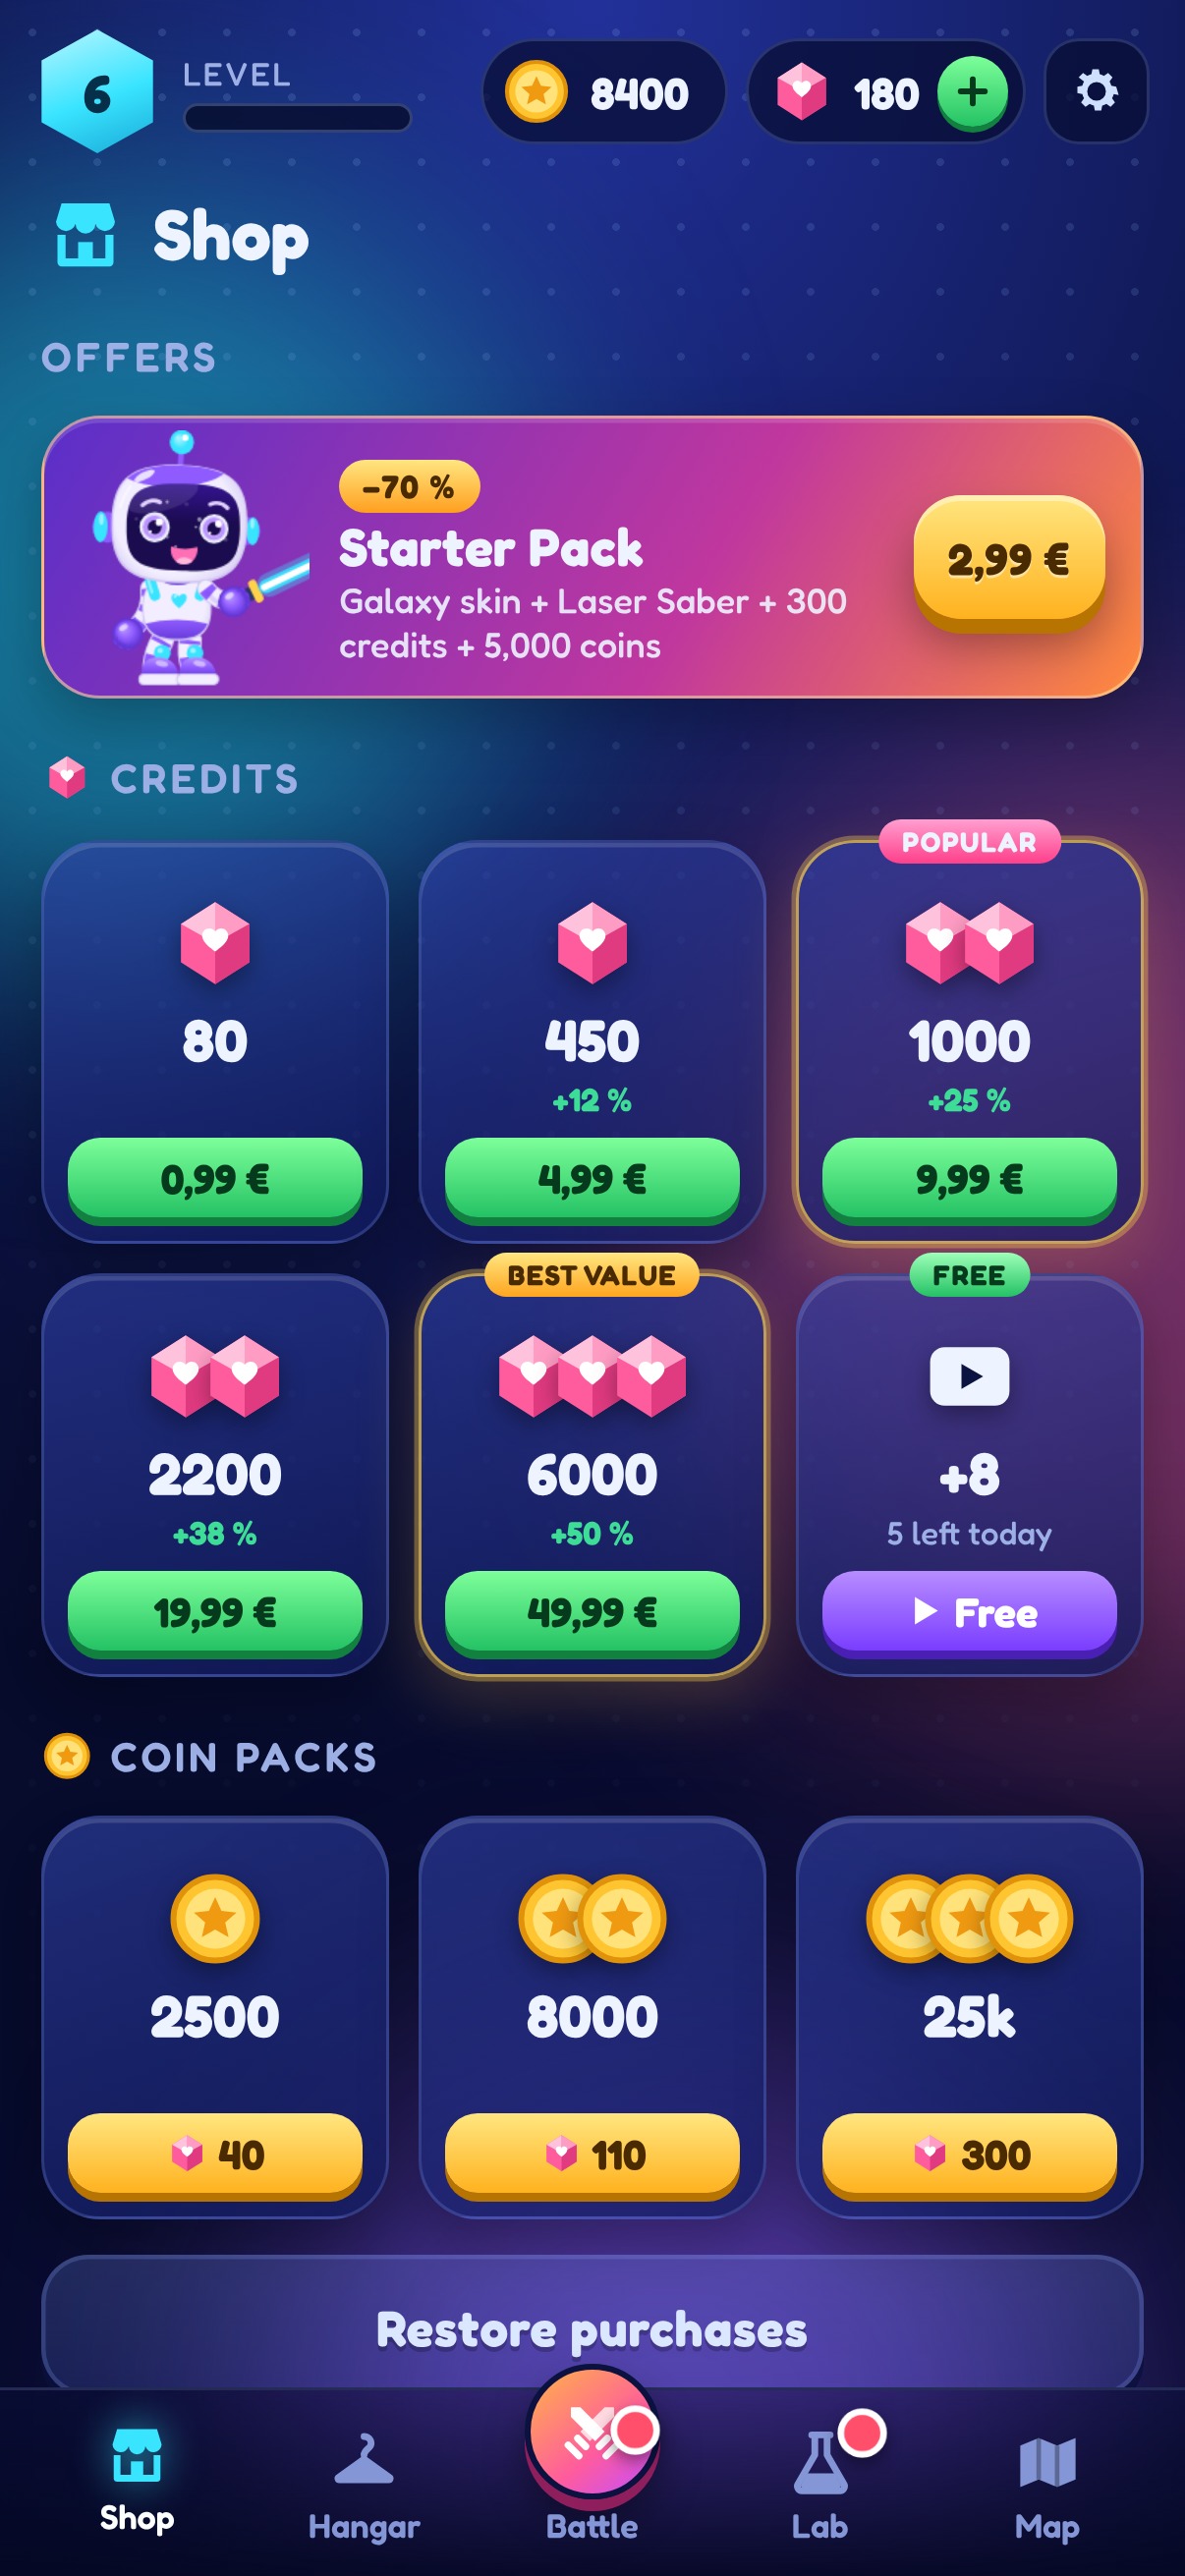 6
LEVEL
8400
180
Shop
OFFERS
–70 %
Starter Pack
Galaxy skin + Laser Saber + 300
credits + 5,000 coins
2,99 €
CREDITS
80
0,99 €
450
+12 %
4,99 €
POPULAR
1000
+25 %
9,99 €
2200
+38 %
19,99 €
BEST VALUE
6000
+50 %
49,99 €
FREE
+8
5 left today
Free
COIN PACKS
2500
40
8000
110
25k
300
Restore purchases
Shop
Hangar
Battle
Lab
Map